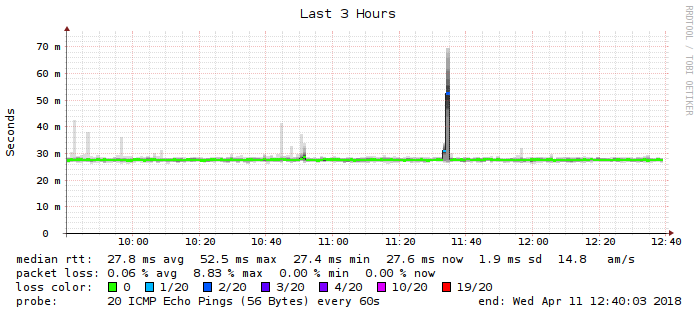 Last 3 Hours
RRDTOOL / TOBI OETIKER
Seconds
70 m
60 m
50 m
40 m
30 m
20 m
10 m
0
10:00 10:20 10:40 11:00 11:20 11:40 12:00 12:20 12:40
median rtt: 27.8 ms avg 52.5 ms max 27.4 ms min 27.6 ms now 1.9 ms sd 14.8 am/s
packet loss: 0.06 % avg 8.83 % max 0.00 % min 0.00 % now
loss color: 0 1/20 2/20 3/20 4/20 10/20 19/20
probe: 20 ICMP Echo Pings (56 Bytes) every 60s end: Wed Apr 11 12:40:03 2018